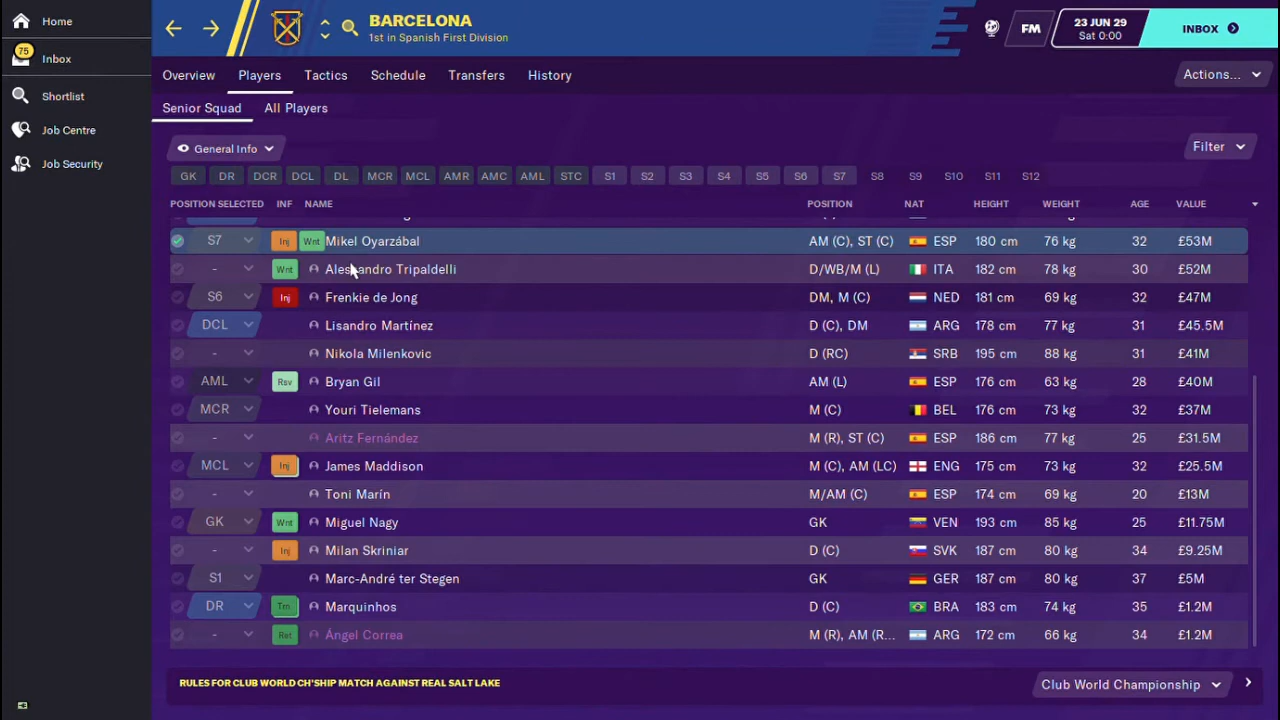 Home
75
Inbox
Shortlist
Job Centre
Job Security
BARCELONA
1st in Spanish First Division
FM
23 JUN 29
Sat 0:00
INBOX
Overview Players Tactics Schedule Transfers History
Actions...
Senior Squad All Players
General Info
Filter
GK DR DCR DCL DL MCR MCL AMR AMC AML STC S1 S2 S3 S4 S5 S6 S7 S8 S9 S10 S11 S12
POSITION SELECTED INF NAME POSITION NAT HEIGHT WEIGHT AGE VALUE
S7 Inj Wnt Mikel Oyarzábal AM (C), ST (C) ESP 180 cm 76 kg 32 £53M
- Wnt Alessandro Tripaldelli D/WB/M (L) ITA 182 cm 78 kg 30 £52M
S6 Inj Frenkie de Jong DM, M (C) NED 181 cm 69 kg 32 £47M
DCL Lisandro Martínez D (C), DM ARG 178 cm 77 kg 31 £45.5M
- Nikola Milenkovic D (RC) SRB 195 cm 88 kg 31 £41M
AML Rsv Bryan Gil AM (L) ESP 176 cm 63 kg 28 £40M
MCR Youri Tielemans M (C) BEL 176 cm 73 kg 32 £37M
- Aritz Fernández M (R), ST (C) ESP 186 cm 77 kg 25 £31.5M
MCL Inj James Maddison M (C), AM (LC) ENG 175 cm 73 kg 32 £25.5M
- Toni Marín M/AM (C) ESP 174 cm 69 kg 20 £13M
GK Wnt Miguel Nagy GK VEN 193 cm 85 kg 25 £11.75M
- Inj Milan Skriniar D (C) SVK 187 cm 80 kg 34 £9.25M
S1 Marc-André ter Stegen GK GER 187 cm 80 kg 37 £5M
DR Trn Marquinhos D (C) BRA 183 cm 74 kg 35 £1.2M
- Ret Ángel Correa M (R), AM (R... ARG 172 cm 66 kg 34 £1.2M
RULES FOR CLUB WORLD CH'SHIP MATCH AGAINST REAL SALT LAKE
Club World Championship